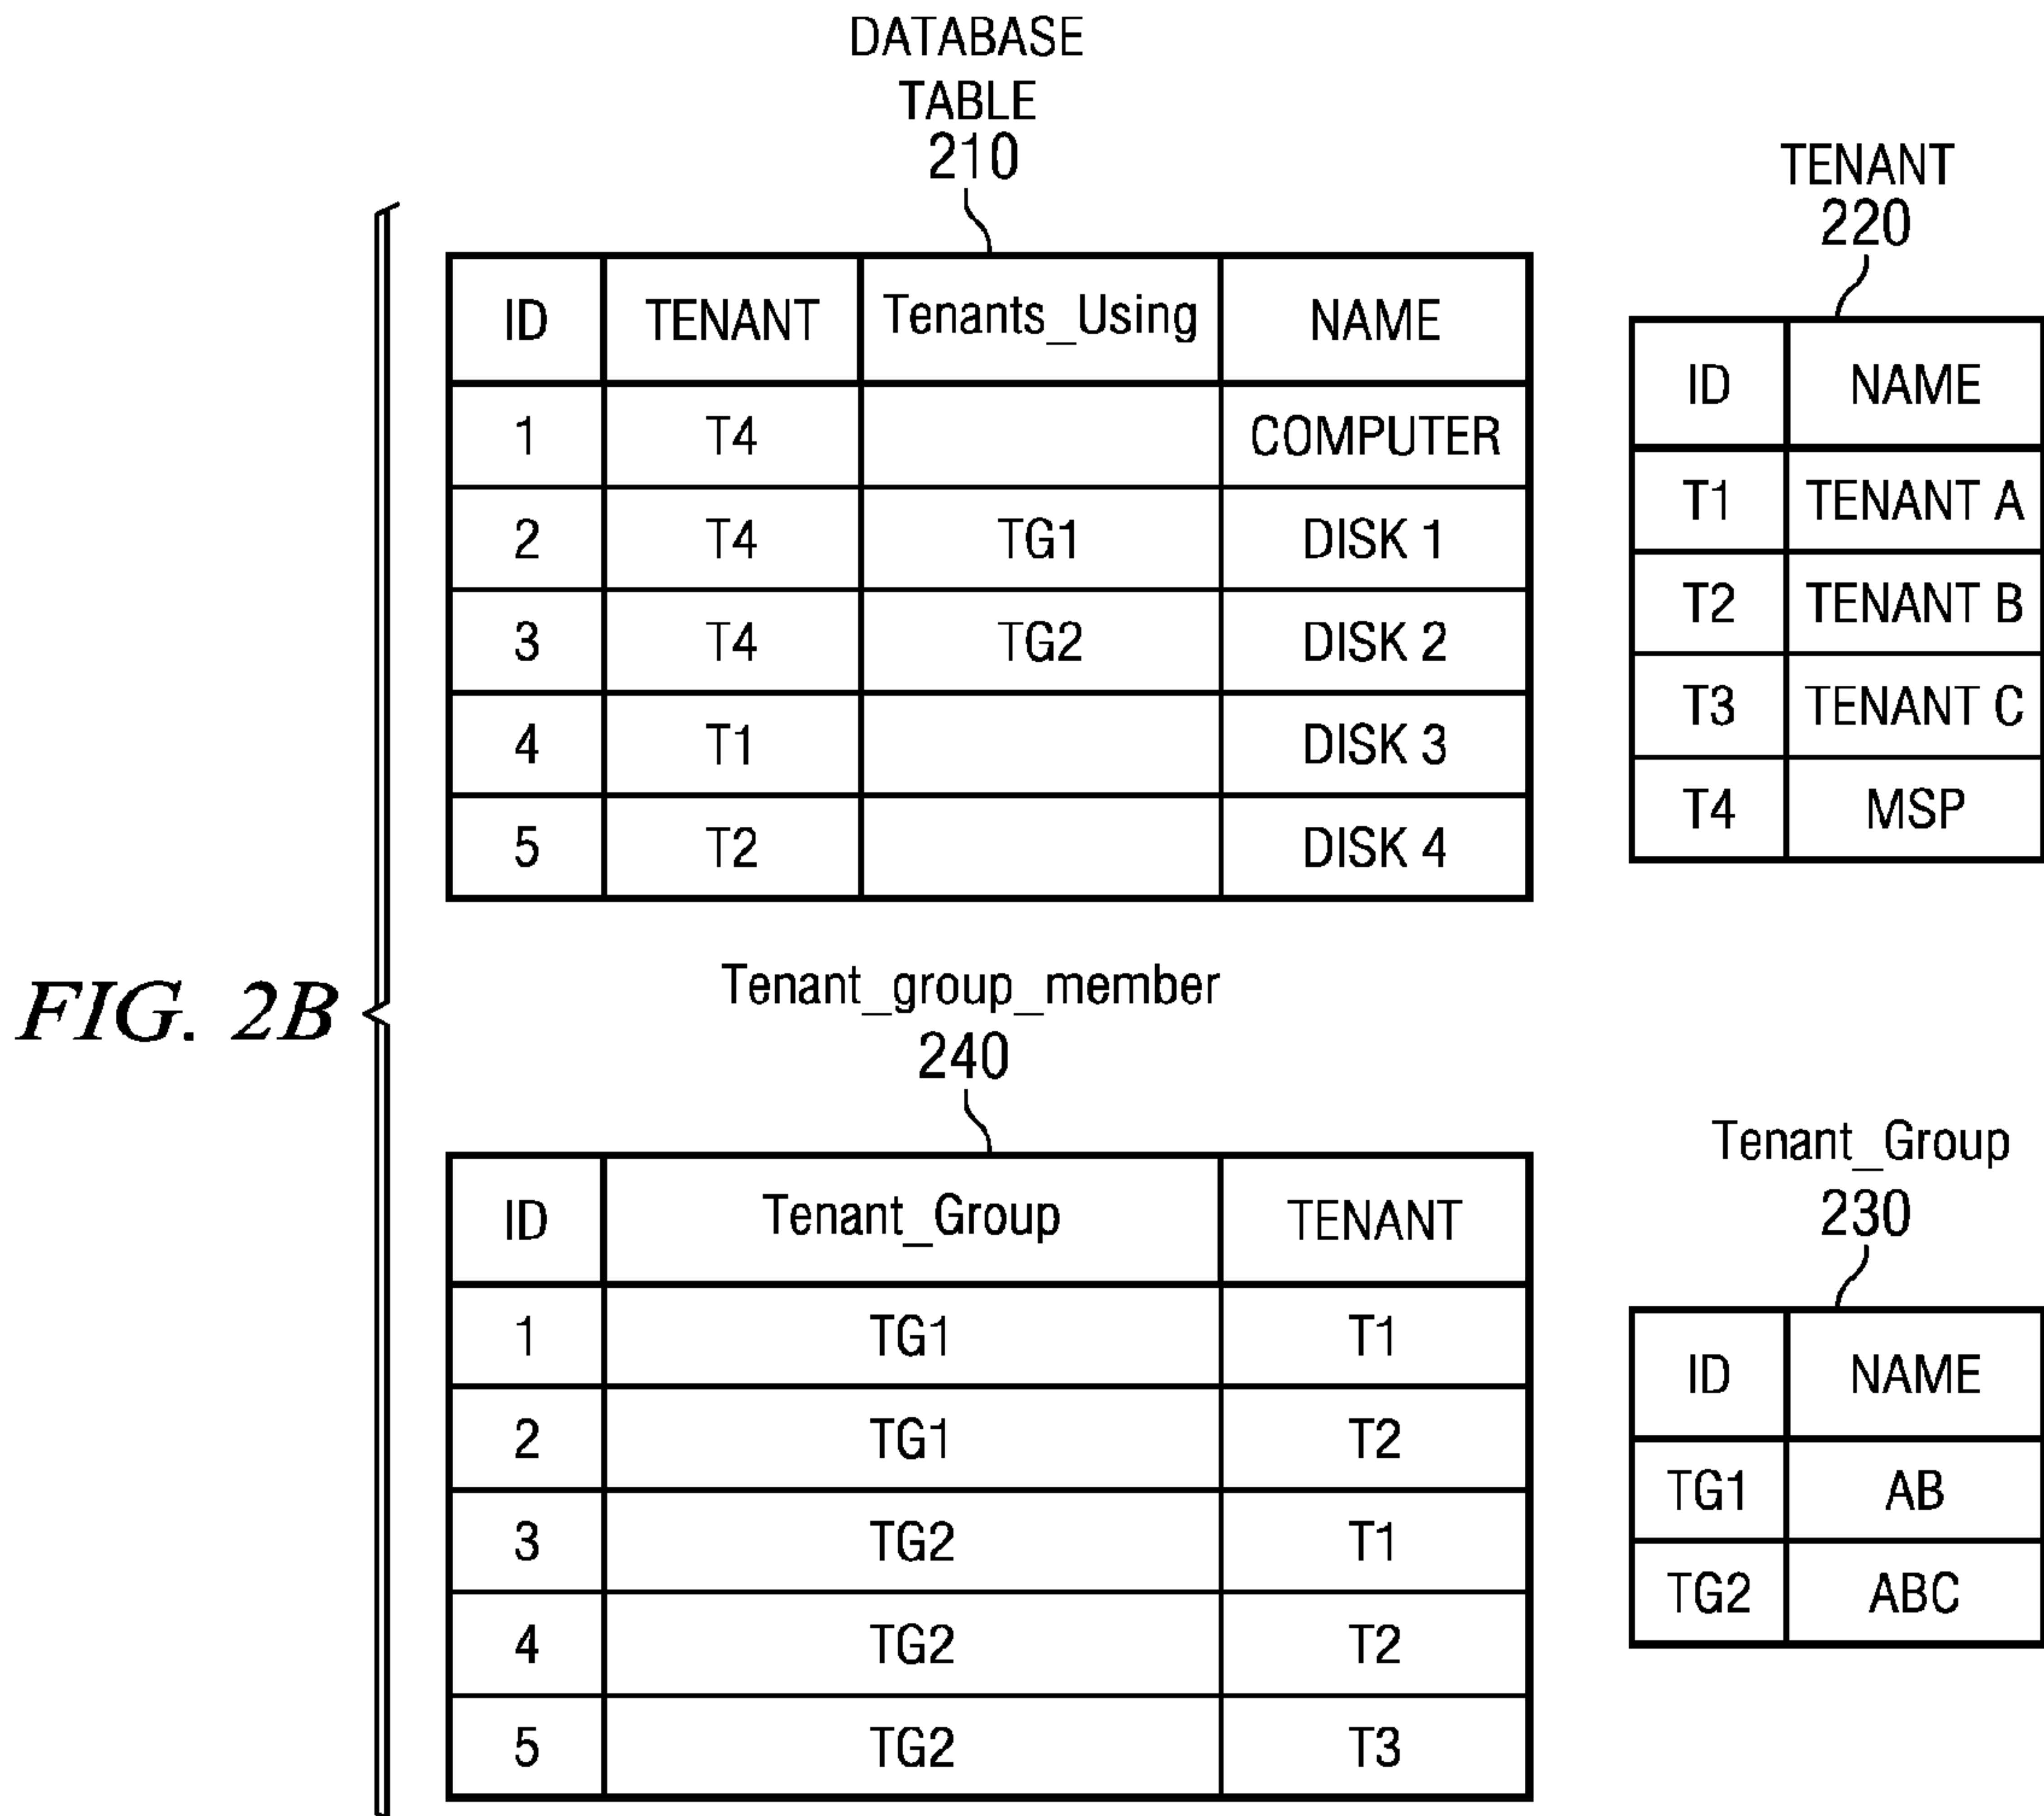 DATABASE
TABLE
210
ID TENANT Tenants_Using NAME
1 T4 COMPUTER
2 T4 TG1 DISK 1
3 T4 TG2 DISK 2
4 T1 DISK 3
5 T2 DISK 4
TENANT
220
ID NAME
T1 TENANT A
T2 TENANT B
T3 TENANT C
T4 MSP
FIG. 2B
Tenant_group_member
240
ID Tenant_Group TENANT
1 TG1 T1
2 TG1 T2
3 TG2 T1
4 TG2 T2
5 TG2 T3
Tenant_Group
230
ID NAME
TG1 AB
TG2 ABC